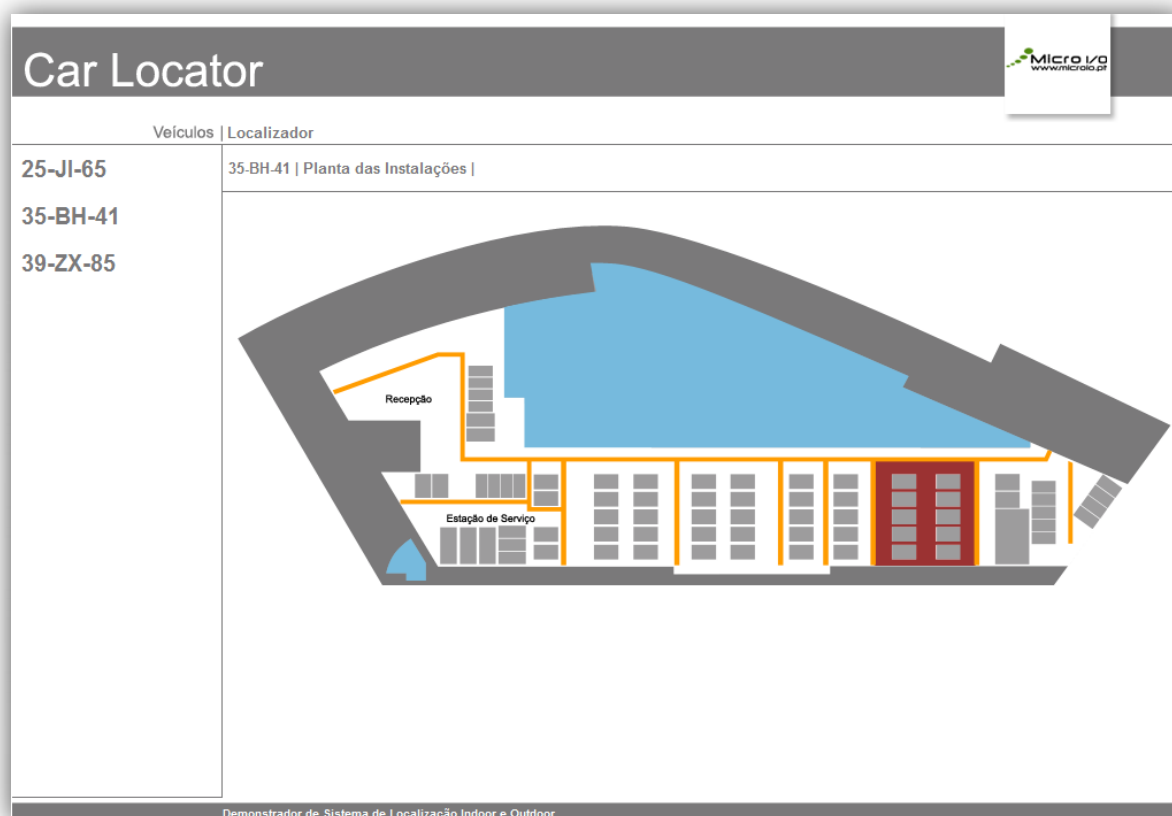 Car Locator
Micro I/O
www.microio.pt
Veículos | Localizador
25-JI-65
35-BH-41
39-ZX-85
35-BH-41 | Planta das Instalações |
Recepção
Estação de Serviço
Demonstrador de Sistema de Localização Indoor e Outdoor